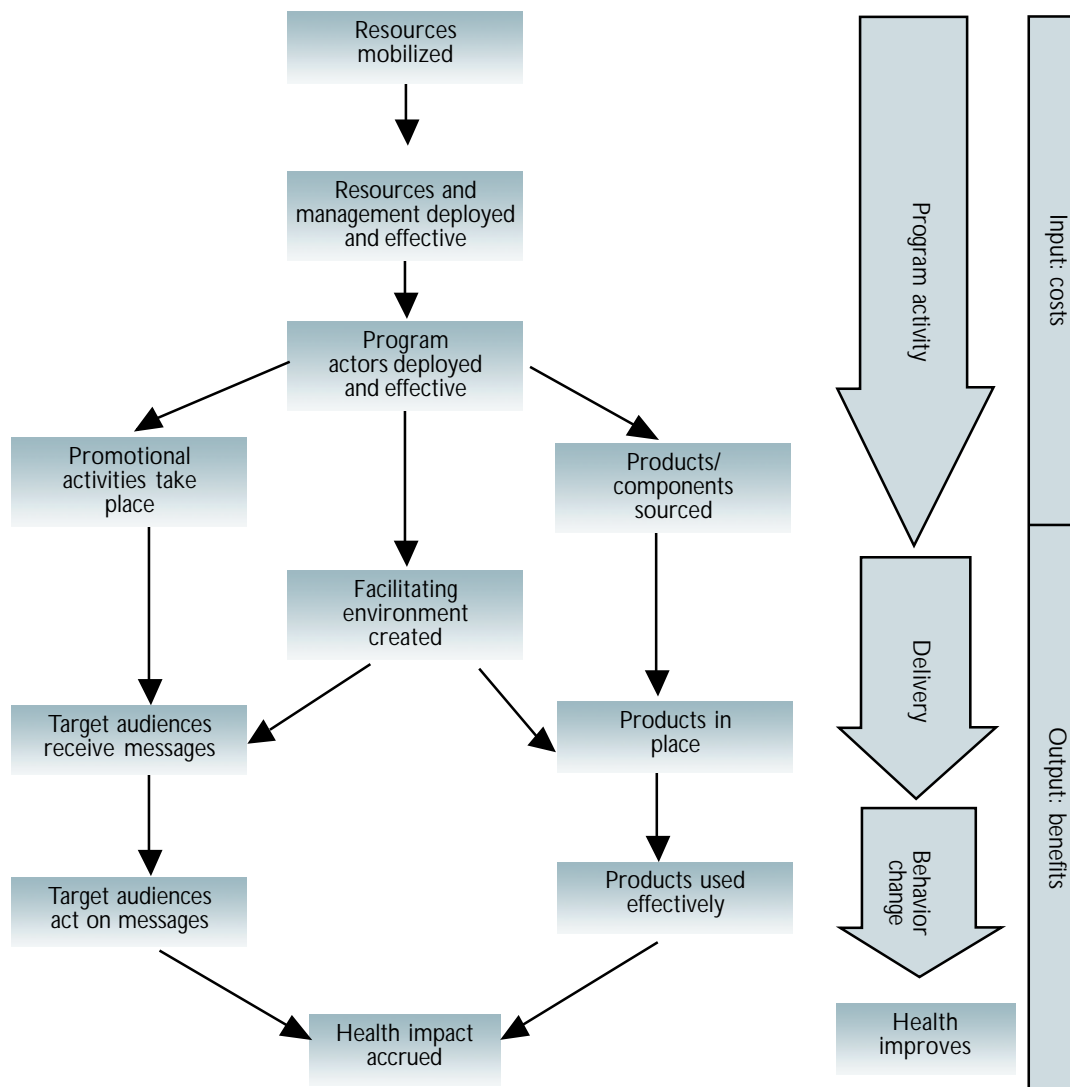 Resources
mobilized
Resources and
management deployed
and effective
Program
actors deployed
and effective
Promotional
activities take
place
Products/
components
sourced
Facilitating
environment
created
Target audiences
receive messages
Products in
place
Target audiences
act on messages
Products used
effectively
Health impact
accrued
Program activity
Delivery
Behavior
change
Health
improves
Input: costs
Output: benefits